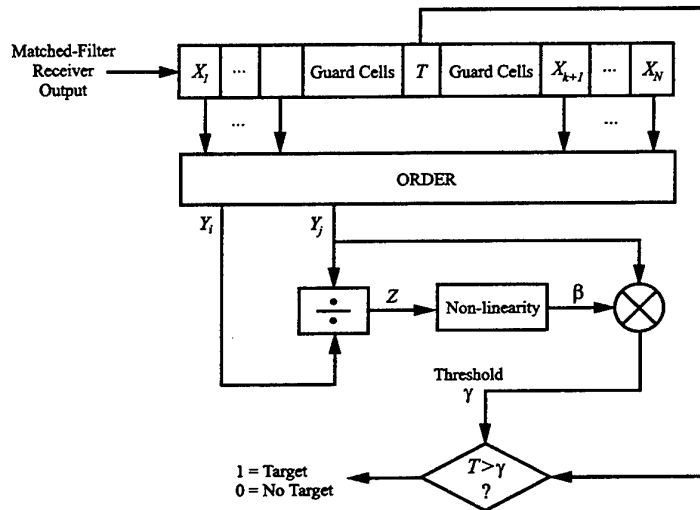 Matched-Filter
Receiver
Output
X1 ... Guard Cells T Guard Cells Xk+1 ... XN
... ...
ORDER
Yi Yj
÷ Z Non-linearity β
Threshold
γ
T>γ
?
1 = Target
0 = No Target